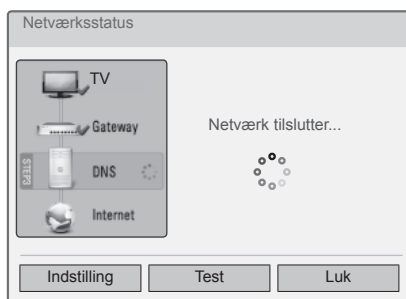 Netværksstatus
TV
Gateway
STEP3
DNS
Internet
Netværk tilslutter...
Indstilling
Test
Luk